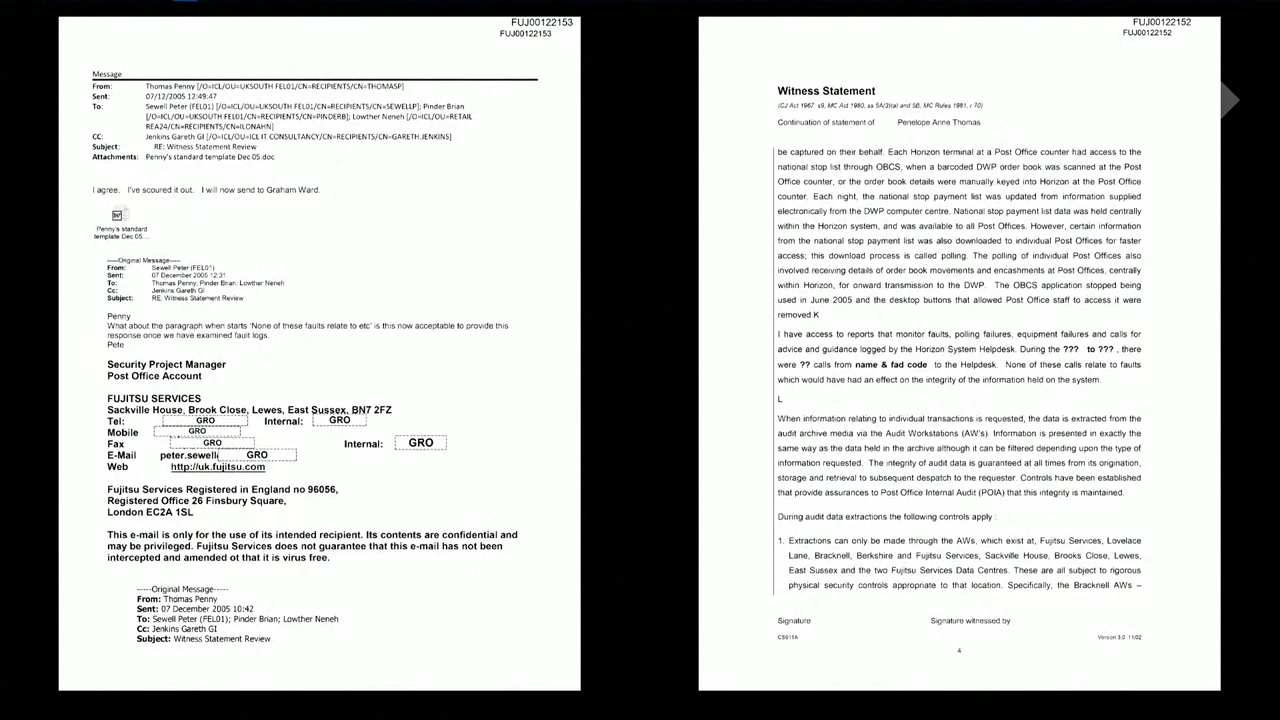 FUJ00122153
FUJ00122153
Message
From: Thomas Penny [/O=ICL/OU=UKSOUTH FEL01/CN=RECIPIENTS/CN=THOMASP]
Sent: 07/12/2005 12:49:47
To: Sewell Peter (FEL01) [/O=ICL/OU=UKSOUTH FEL01/CN=RECIPIENTS/CN=SEWELLP]; Pinder Brian
[/O=ICL/OU=UKSOUTH FEL01/CN=RECIPIENTS/CN=PINDERB]; Lowther Neneh [/O=ICL/OU=RETAIL
REA24/CN=RECIPIENTS/CN=ILONAHN]
CC: Jenkins Gareth GI [/O=ICL/OU=ICL IT CONSULTANCY/CN=RECIPIENTS/CN=GARETH.JENKINS]
Subject: RE: Witness Statement Review
Attachments: Penny's standard template Dec 05.doc
I agree. I've scoured it out. I will now send to Graham Ward.
Penny's standard
template Dec 05....
-----Original Message-----
From: Sewell Peter (FEL01)
Sent: 07 December 2005 12:31
To: Thomas Penny; Pinder Brian; Lowther Neneh
Cc: Jenkins Gareth GI
Subject: RE: Witness Statement Review
Penny
What about the paragraph when starts 'None of these faults relate to etc' is this now acceptable to provide this
response once we have examined fault logs.
Pete
Security Project Manager
Post Office Account
FUJITSU SERVICES
Sackville House, Brook Close, Lewes, East Sussex, BN7 2FZ
Tel: GRO Internal: GRO
Mobile GRO
Fax GRO Internal: GRO
E-Mail peter.sewell GRO
Web http://uk.fujitsu.com
Fujitsu Services Registered in England no 96056,
Registered Office 26 Finsbury Square,
London EC2A 1SL
This e-mail is only for the use of its intended recipient. Its contents are confidential and
may be privileged. Fujitsu Services does not guarantee that this e-mail has not been
intercepted and amended ot that it is virus free.
-----Original Message-----
From: Thomas Penny
Sent: 07 December 2005 10:42
To: Sewell Peter (FEL01); Pinder Brian; Lowther Neneh
Cc: Jenkins Gareth GI
Subject: Witness Statement Review
FUJ00122152
FUJ00122152
Witness Statement
(CJ Act 1967, s9, MC Act 1980, ss 5A(3)(a) and 5B, MC Rules 1981, r 70)
Continuation of statement of Penelope Anne Thomas
be captured on their behalf. Each Horizon terminal at a Post Office counter had access to the
national stop list through OBCS, when a barcoded DWP order book was scanned at the Post
Office counter, or the order book details were manually keyed into Horizon at the Post Office
counter. Each night, the national stop payment list was updated from information supplied
electronically from the DWP computer centre. National stop payment list data was held centrally
within the Horizon system, and was available to all Post Offices. However, certain information
from the national stop payment list was also downloaded to individual Post Offices for faster
access; this download process is called polling. The polling of individual Post Offices also
involved receiving details of order book movements and encashments at Post Offices, centrally
within Horizon, for onward transmission to the DWP. The OBCS application stopped being
used in June 2005 and the desktop buttons that allowed Post Office staff to access it were
removed.K
I have access to reports that monitor faults, polling failures, equipment failures and calls for
advice and guidance logged by the Horizon System Helpdesk. During the ??? to ??? , there
were ?? calls from name & fad code to the Helpdesk. None of these calls relate to faults
which would have had an effect on the integrity of the information held on the system.
L
When information relating to individual transactions is requested, the data is extracted from the
audit archive media via the Audit Workstations (AW's). Information is presented in exactly the
same way as the data held in the archive although it can be filtered depending upon the type of
information requested. The integrity of audit data is guaranteed at all times from its origination,
storage and retrieval to subsequent despatch to the requester. Controls have been established
that provide assurances to Post Office Internal Audit (POIA) that this integrity is maintained.
During audit data extractions the following controls apply :
1. Extractions can only be made through the AWs, which exist at, Fujitsu Services, Lovelace
Lane, Bracknell, Berkshire and Fujitsu Services, Sackville House, Brooks Close, Lewes,
East Sussex and the two Fujitsu Services Data Centres. These are all subject to rigorous
physical security controls appropriate to that location. Specifically, the Bracknell AWs –
Signature Signature witnessed by
CS011A Version 3.0 11/02
4